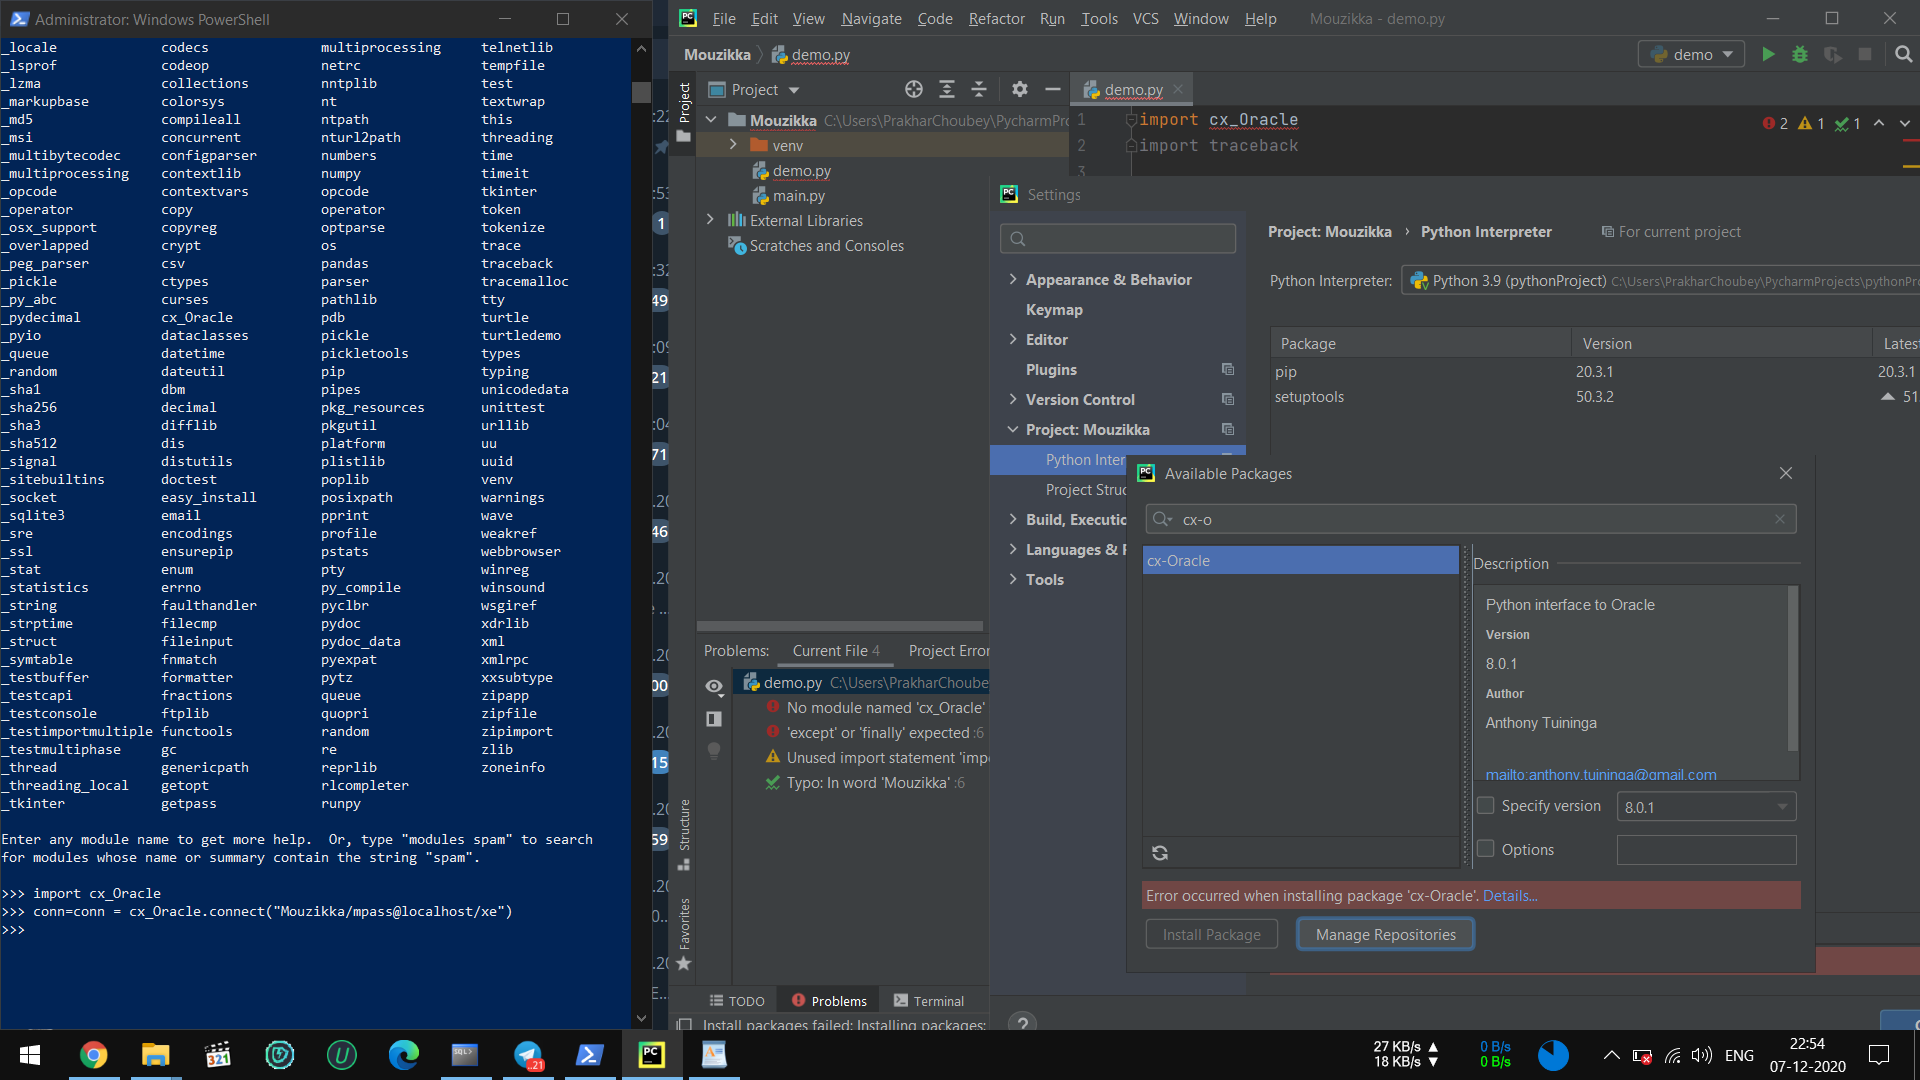 Administrator: Windows PowerShell
_locale codecs multiprocessing telnetlib
_lsprof codeop netrc tempfile
_lzma collections nntplib test
_markupbase colorsys nt textwrap
_md5 compileall ntpath this
_msi concurrent nturl2path threading
_multibytecodec configparser numbers time
_multiprocessing contextlib numpy timeit
_opcode contextvars opcode tkinter
_operator copy operator token
_osx_support copyreg optparse tokenize
_overlapped crypt os trace
_peg_parser csv pandas traceback
_pickle ctypes parser tracemalloc
_py_abc curses pathlib tty
_pydecimal cx_Oracle pdb turtle
_pyio dataclasses pickle turtledemo
_queue datetime pickletools types
_random dateutil pip typing
_sha1 dbm pipes unicodedata
_sha256 decimal pkg_resources unittest
_sha3 difflib pkgutil urllib
_sha512 dis platform uu
_signal distutils plistlib uuid
_sitebuiltins doctest poplib venv
_socket easy_install posixpath warnings
_sqlite3 email pprint wave
_sre encodings profile weakref
_ssl ensurepip pstats webbrowser
_stat enum pty winreg
_statistics errno py_compile winsound
_string faulthandler pyclbr wsgiref
_strptime filecmp pydoc xdrlib
_struct fileinput pydoc_data xml
_symtable fnmatch pyexpat xmlrpc
_testbuffer formatter pytz xxsubtype
_testcapi fractions queue zipapp
_testconsole ftplib quopri zipfile
_testimportmultiple functools random zipimport
_testmultiphase gc re zlib
_thread genericpath reprlib zoneinfo
_threading_local getopt rlcompleter
_tkinter getpass runpy
Enter any module name to get more help.  Or, type "modules spam" to search
for modules whose name or summary contain the string "spam".
>>> import cx_Oracle
>>> conn=conn = cx_Oracle.connect("Mouzikka/mpass@localhost/xe")
>>>
File Edit View Navigate Code Refactor Run Tools VCS Window Help Mouzikka - demo.py
Mouzikka demo.py demo
Project
Project
demo.py
Mouzikka C:\Users\PrakharChoubey\PycharmPro
venv
demo.py
main.py
External Libraries
Scratches and Consoles
1 import cx_Oracle
2 import traceback
3
2 1 1
Settings
Appearance & Behavior
Keymap
Editor
Plugins
Version Control
Project: Mouzikka
Python Inter
Project Struc
Build, Executio
Languages & F
Tools
Project: Mouzikka › Python Interpreter For current project
Python Interpreter: Python 3.9 (pythonProject) C:\Users\PrakharChoubey\PycharmProjects\pythonPro
Package Version Latest
pip 20.3.1 20.3.1
setuptools 50.3.2 51
Available Packages
cx-o
cx-Oracle
Description
Python interface to Oracle
Version
8.0.1
Author
Anthony Tuininga
mailto:anthony.tuininga@gmail.com
Specify version 8.0.1
Options
Error occurred when installing package 'cx-Oracle'. Details...
Install Package Manage Repositories
Problems: Current File 4 Project Error
demo.py C:\Users\PrakharChoube
No module named 'cx_Oracle'
'except' or 'finally' expected :6
Unused import statement 'impo
Typo: In word 'Mouzikka' :6
Structure
Favorites
TODO Problems Terminal
Install packages failed: Installing packages:
27 KB/s 0 B/s
18 KB/s 0 B/s
ENG
22:54
07-12-2020